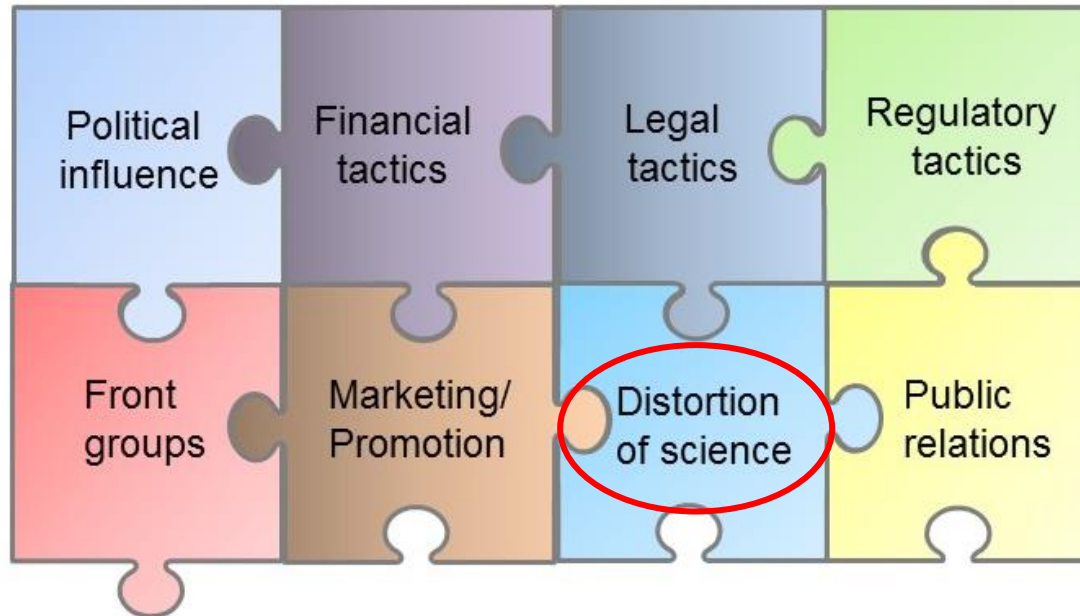 Political
influence
Financial
tactics
Legal
tactics
Regulatory
tactics
Front
groups
Marketing/
Promotion
Distortion
of science
Public
relations